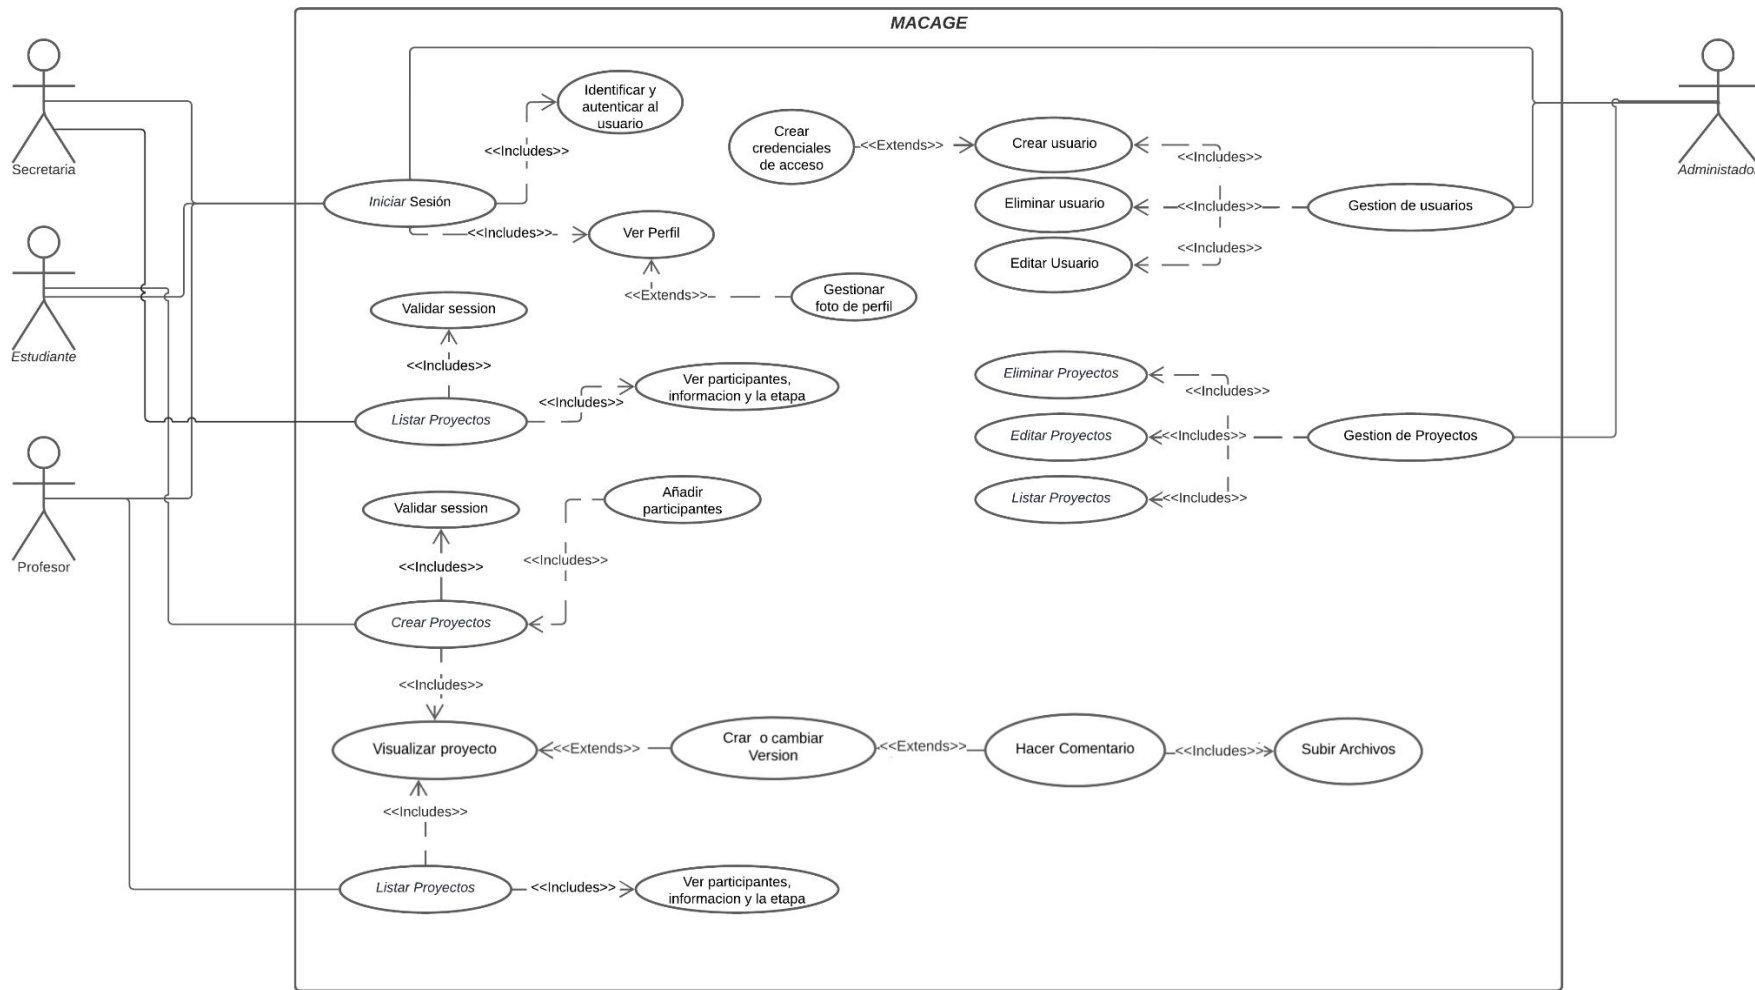 MACAGE
Secretaria
Estudiante
Profesor
Administador
Identificar y
autenticar al
usuario
<<Includes>>
Iniciar Sesión
<<Includes>>
Ver Perfil
<<Extends>>
Gestionar
foto de perfil
Crear
credenciales
de acceso
<<Extends>>
Crear usuario
<<Includes>>
Eliminar usuario
<<Includes>>
Gestion de usuarios
Editar Usuario
<<Includes>>
Validar session
<<Includes>>
Listar Proyectos
<<Includes>>
Ver participantes,
informacion y la etapa
Eliminar Proyectos
<<Includes>>
Editar Proyectos
<<Includes>>
Gestion de Proyectos
Listar Proyectos
<<Includes>>
Validar session
<<Includes>>
Añadir
participantes
<<Includes>>
Crear Proyectos
<<Includes>>
Visualizar proyecto
<<Extends>>
Crar o cambiar
Version
<<Extends>>
Hacer Comentario
<<Includes>>
Subir Archivos
<<Includes>>
Listar Proyectos
<<Includes>>
Ver participantes,
informacion y la etapa